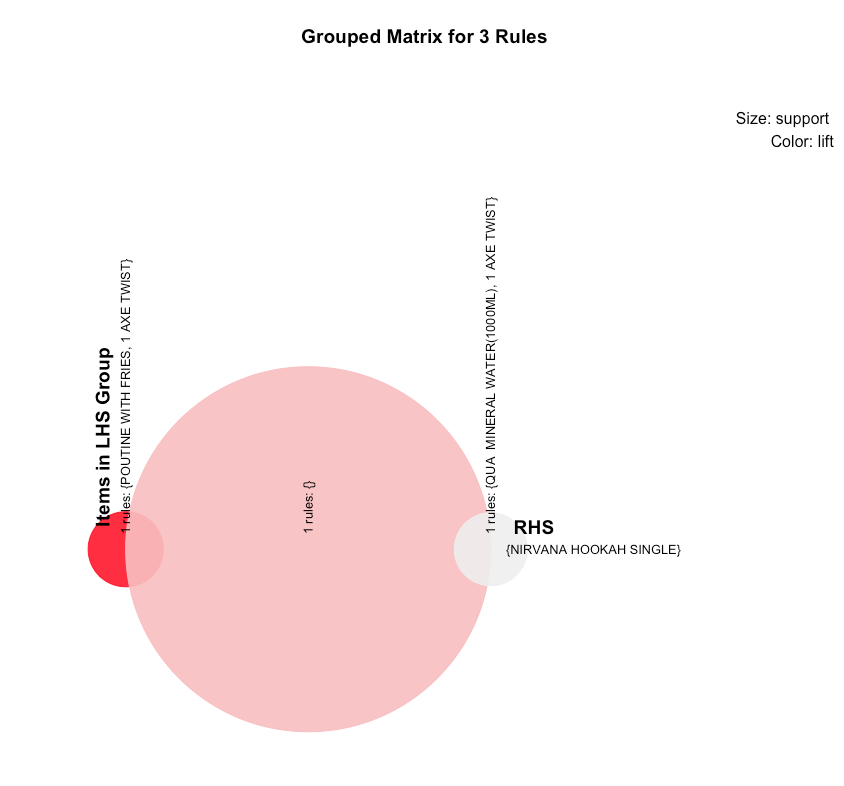 Grouped Matrix for 3 Rules
Size: support
Color: lift
Items in LHS Group
1 rules: {POUTINE WITH FRIES, 1 AXE TWIST}
1 rules: {}
1 rules: {QUA  MINERAL WATER(1000ML), 1 AXE TWIST}
RHS
{NIRVANA HOOKAH SINGLE}